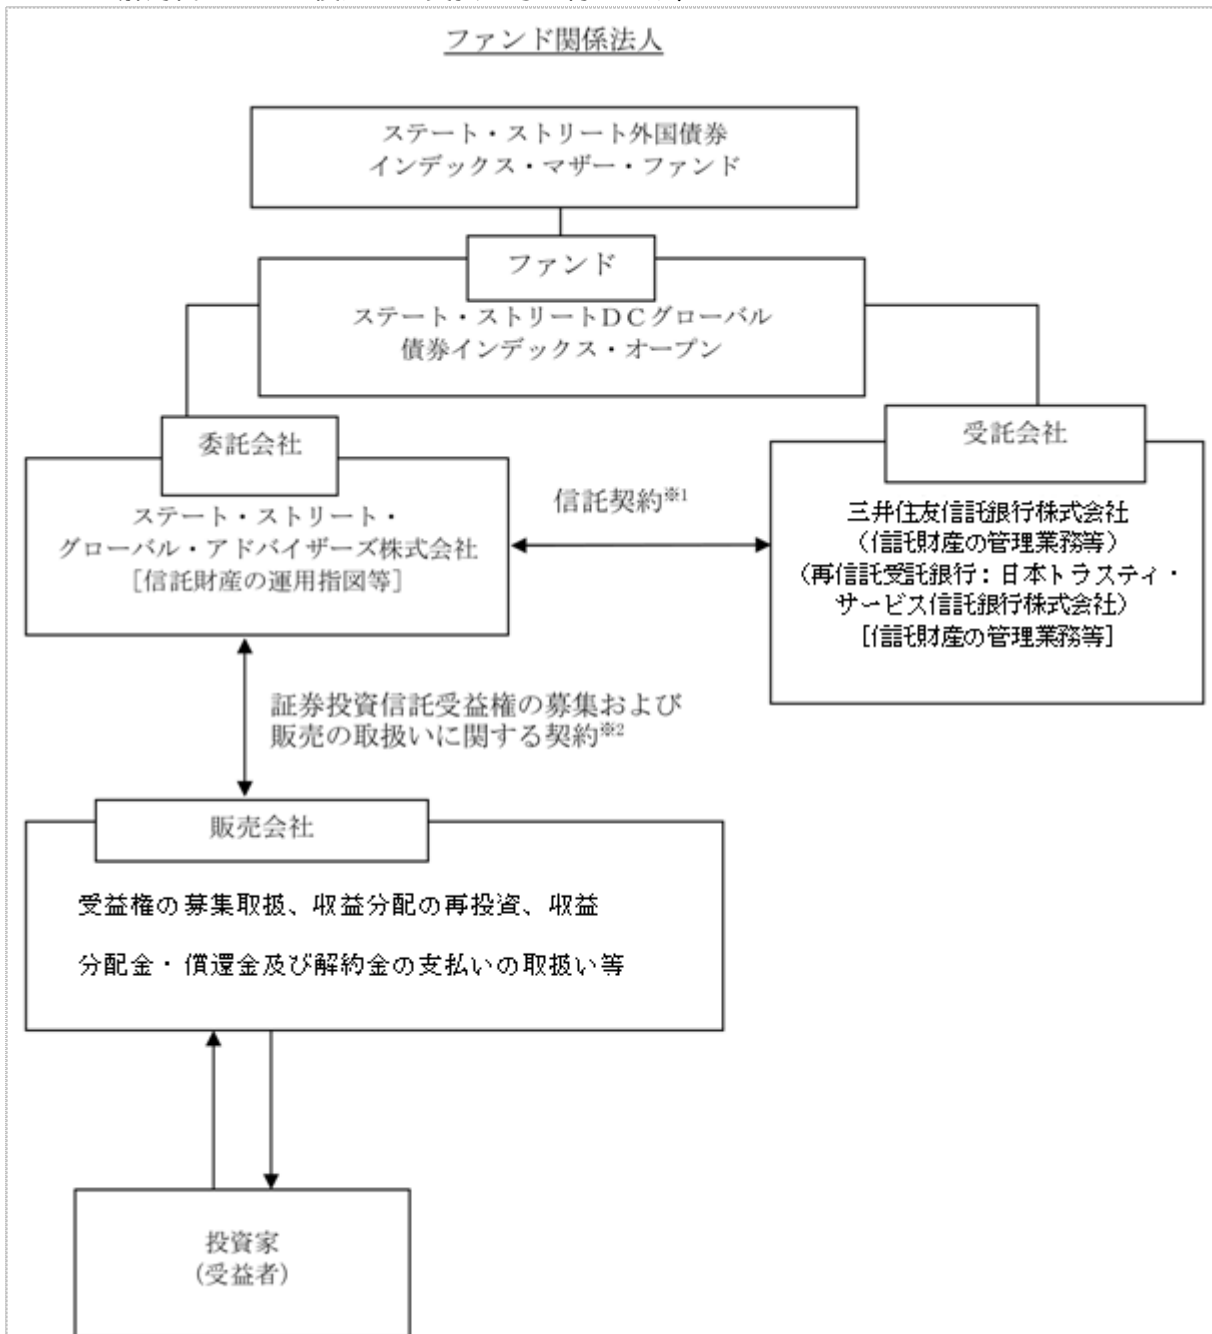 ファンド関係法人
ステート・ストリート外国債券
インデックス・マザー・ファンド
ファンド
ステート・ストリートDCグローバル
債券インデックス・オープン
委託会社
ステート・ストリート・
グローバル・アドバイザーズ株式会社
[信託財産の運用指図等]
信託契約※1
受託会社
三井住友信託銀行株式会社
(信託財産の管理業務等)
(再信託受託銀行:日本トラスティ・
サービス信託銀行株式会社)
[信託財産の管理業務等]
証券投資信託受益権の募集および
販売の取扱いに関する契約※2
販売会社
受益権の募集取扱、収益分配の再投資、収益
分配金・償還金及び解約金の支払いの取扱い等
投資家
(受益者)